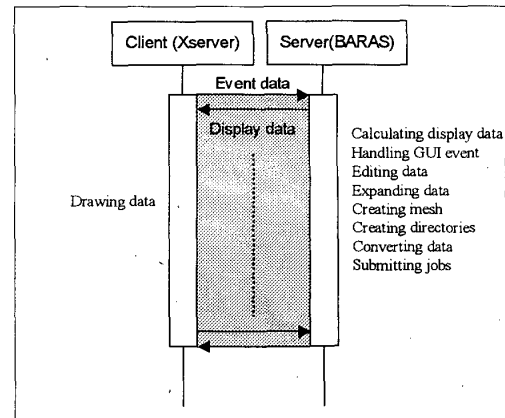 Client (Xserver)
Server(BARAS)
Event data
Display data
Drawing data
Calculating display data
Handling GUI event
Editing data
Expanding data
Creating mesh
Creating directories
Converting data
Submitting jobs